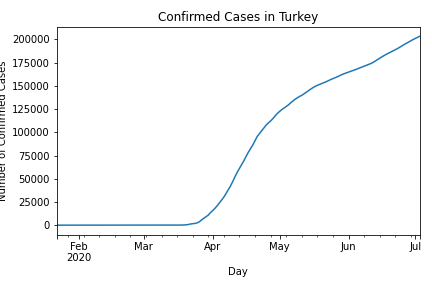 Confirmed Cases in Turkey
Number of Confirmed Cases
200000
175000
150000
125000
100000
75000
50000
25000
0
Feb
2020
Mar
Apr
May
Jun
Jul
Day